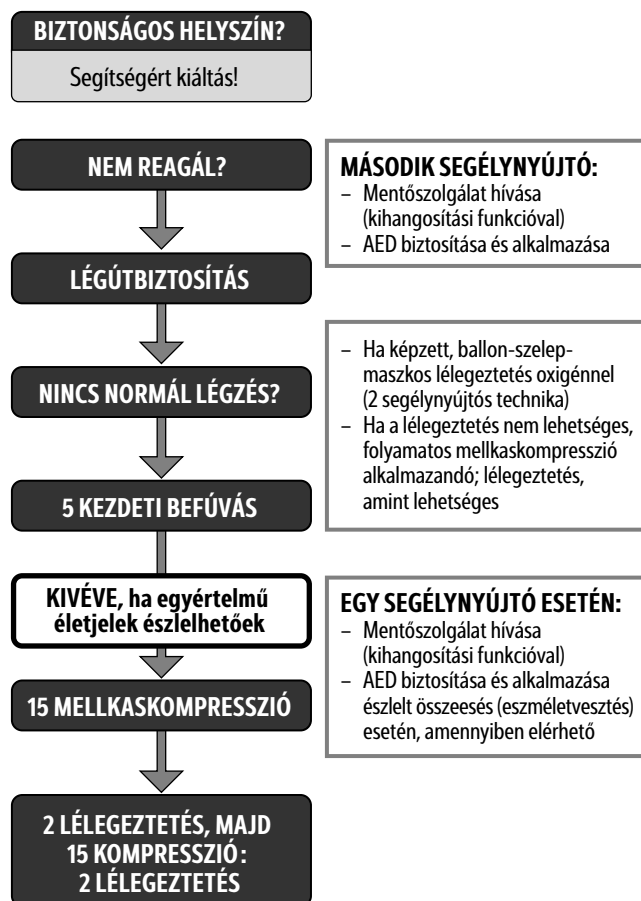 BIZTONSÁGOS HELYSZÍN?
Segítségért kiáltás!
NEM REAGÁL?
MÁSODIK SEGÉLYNYÚJTÓ:
– Mentőszolgálat hívása
(kihangosítási funkcióval)
– AED biztosítása és alkalmazása
LÉGÚTBIZTOSÍTÁS
NINCS NORMÁL LÉGZÉS?
– Ha képzett, ballon-szelep-
maszkos lélegeztetés oxigénnel
(2 segélynyújtós technika)
– Ha a lélegeztetés nem lehetséges,
folyamatos mellkaskompresszió
alkalmazandó; lélegeztetés,
amint lehetséges
5 KEZDETI BEFÚVÁS
KIVÉVE, ha egyértelmű
életjelek észlelhetőek
EGY SEGÉLYNYÚJTÓ ESETÉN:
– Mentőszolgálat hívása
(kihangosítási funkcióval)
– AED biztosítása és alkalmazása
észlelt összeesés (eszméletvesztés)
esetén, amennyiben elérhető
15 MELLKASKOMPRESSZIÓ
2 LÉLEGEZTETÉS, MAJD
15 KOMPRESSZIÓ:
2 LÉLEGEZTETÉS